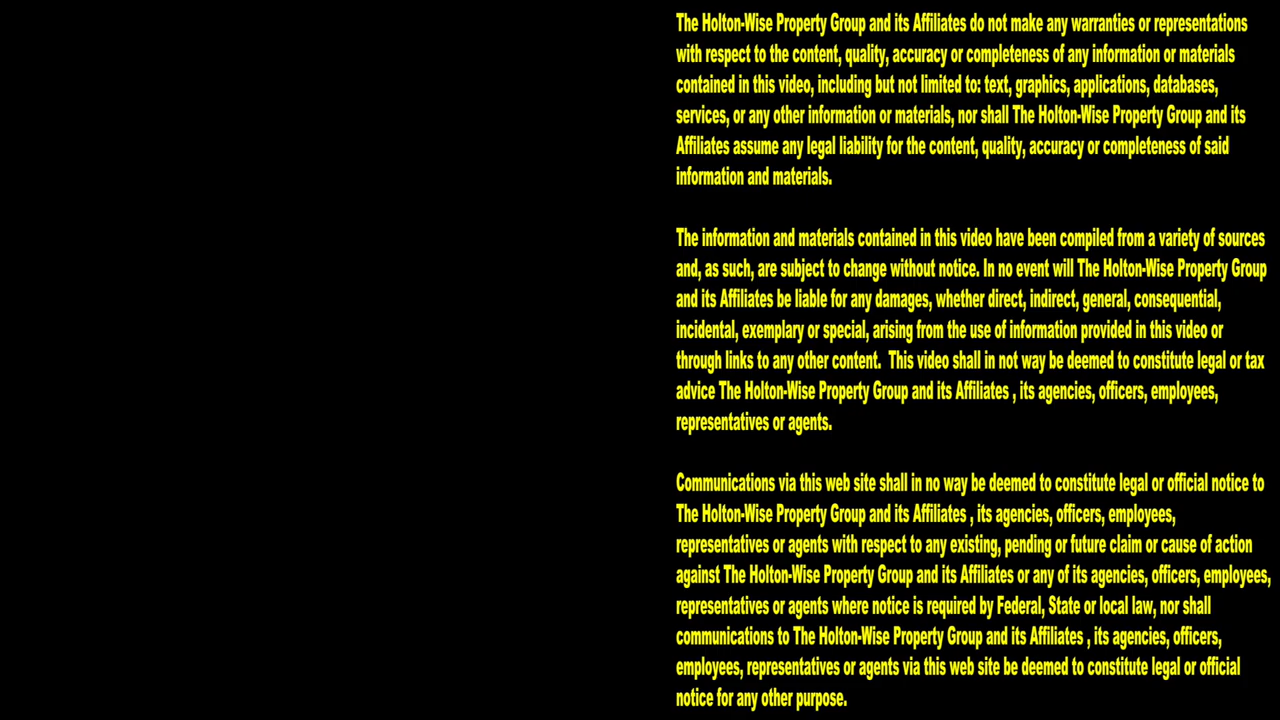 The Holton-Wise Property Group and its Affiliates do not make any warranties or representations
with respect to the content, quality, accuracy or completeness of any information or materials
contained in this video, including but not limited to: text, graphics, applications, databases,
services, or any other information or materials, nor shall The Holton-Wise Property Group and its
Affiliates assume any legal liability for the content, quality, accuracy or completeness of said
information and materials.
The information and materials contained in this video have been compiled from a variety of sources
and, as such, are subject to change without notice. In no event will The Holton-Wise Property Group
and its Affiliates be liable for any damages, whether direct, indirect, general, consequential,
incidental, exemplary or special, arising from the use of information provided in this video or
through links to any other content.  This video shall in not way be deemed to constitute legal or tax
advice The Holton-Wise Property Group and its Affiliates , its agencies, officers, employees,
representatives or agents.
Communications via this web site shall in no way be deemed to constitute legal or official notice to
The Holton-Wise Property Group and its Affiliates , its agencies, officers, employees,
representatives or agents with respect to any existing, pending or future claim or cause of action
against The Holton-Wise Property Group and its Affiliates or any of its agencies, officers, employees,
representatives or agents where notice is required by Federal, State or local law, nor shall
communications to The Holton-Wise Property Group and its Affiliates , its agencies, officers,
employees, representatives or agents via this web site be deemed to constitute legal or official
notice for any other purpose.